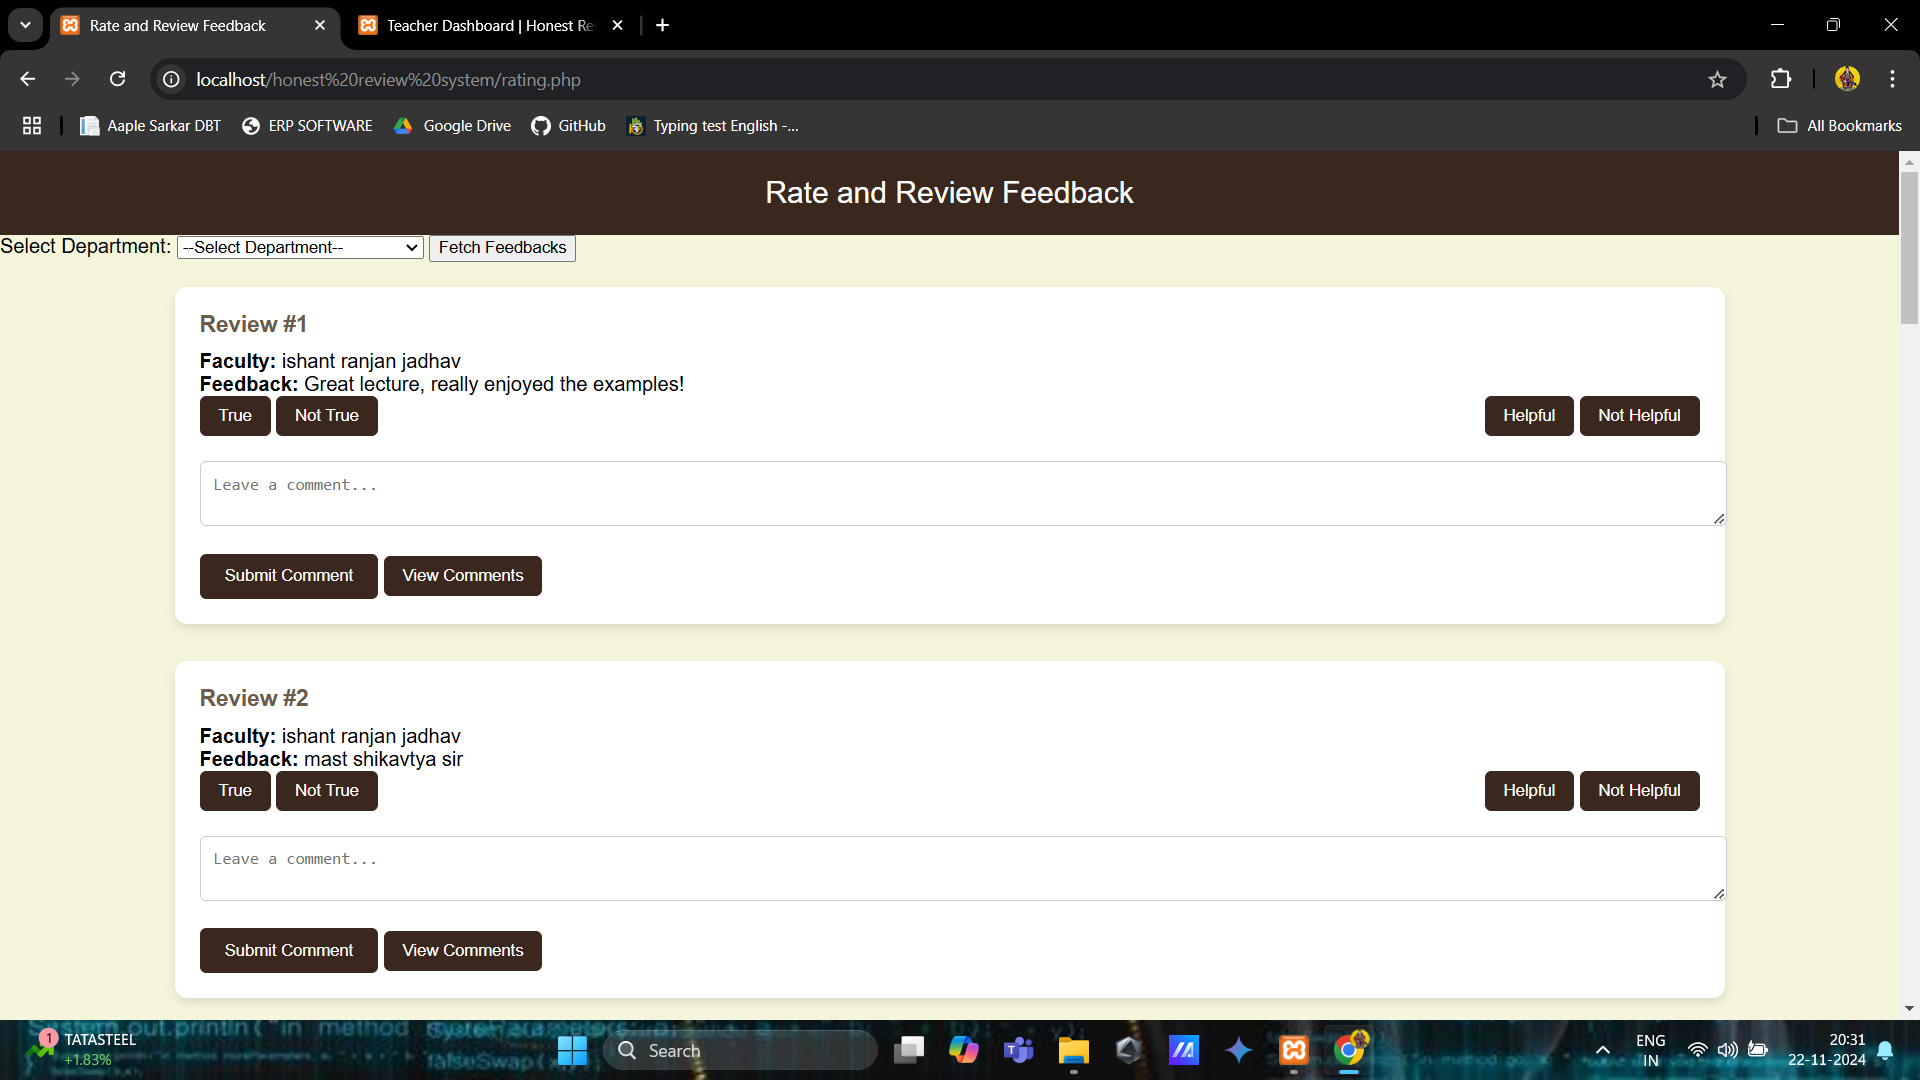 Rate and Review Feedback
Teacher Dashboard | Honest Re
localhost/honest%20review%20system/rating.php
Aaple Sarkar DBT
ERP SOFTWARE
Google Drive
GitHub
Typing test English -...
All Bookmarks
Rate and Review Feedback
Select Department: --Select Department-- Fetch Feedbacks
Review #1
Faculty: ishant ranjan jadhav
Feedback: Great lecture, really enjoyed the examples!
True Not True Helpful Not Helpful
Leave a comment...
Submit Comment View Comments
Review #2
Faculty: ishant ranjan jadhav
Feedback: mast shikavtya sir
True Not True Helpful Not Helpful
Leave a comment...
Submit Comment View Comments
1
TATASTEEL
+1.83%
Search
ENG
IN
20:31
22-11-2024